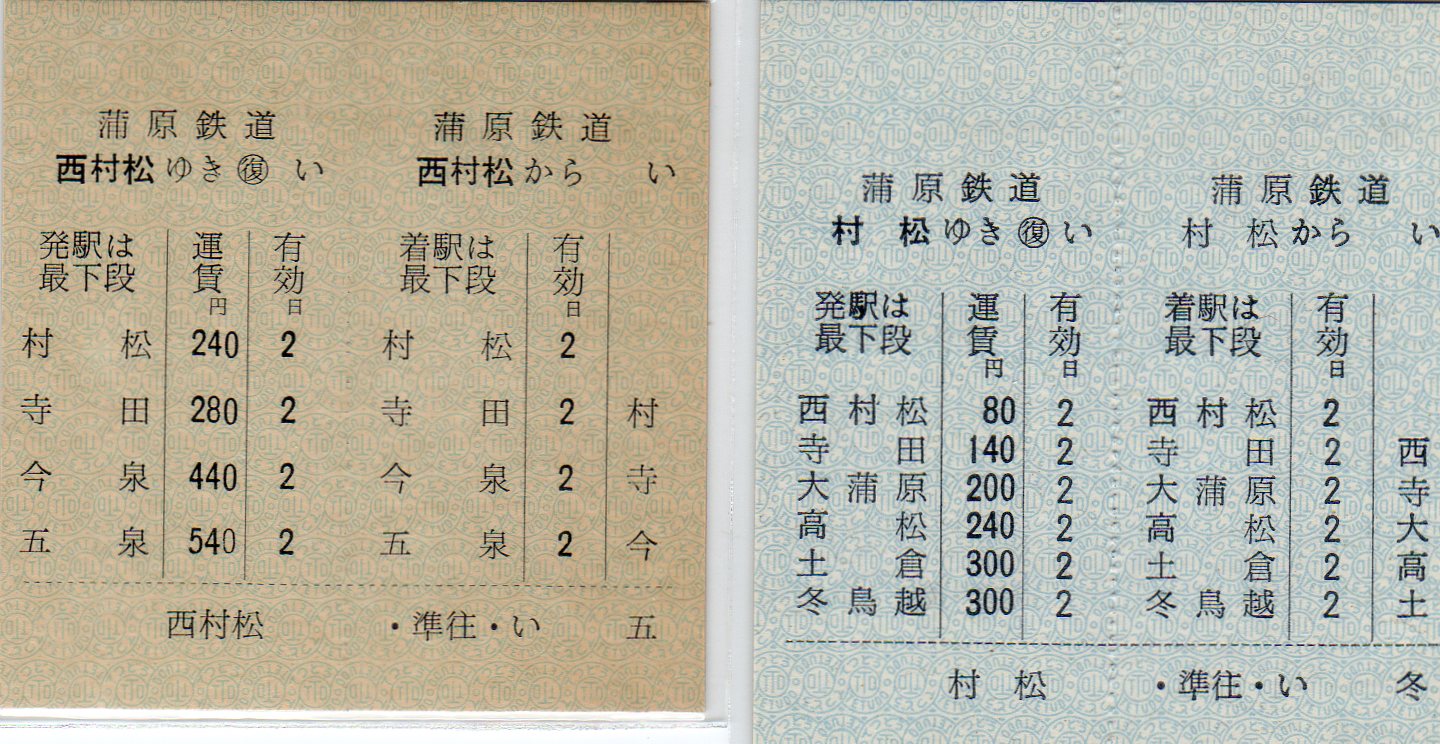 蒲原鉄道
西村松ゆき㊝い
蒲原鉄道
西村松から い
発駅は最下段 運賃円 有効日
着駅は最下段 有効日
村松 240 2 村松 2
寺田 280 2 寺田 2 村
今泉 440 2 今泉 2 寺
五泉 540 2 五泉 2 今
西村松 ・準往・い 五
蒲原鉄道
村松ゆき 復 い
蒲原鉄道
村松から い
発駅は最下段 運賃円 有効日
着駅は最下段 有効日
西村松 80 2 西村松 2
寺田 140 2 寺田 2 西
大蒲原 200 2 大蒲原 2 寺
高松 240 2 高松 2 大
土倉 300 2 土倉 2 高
冬鳥越 300 2 冬鳥越 2 土
村松 ・準往・い 冬